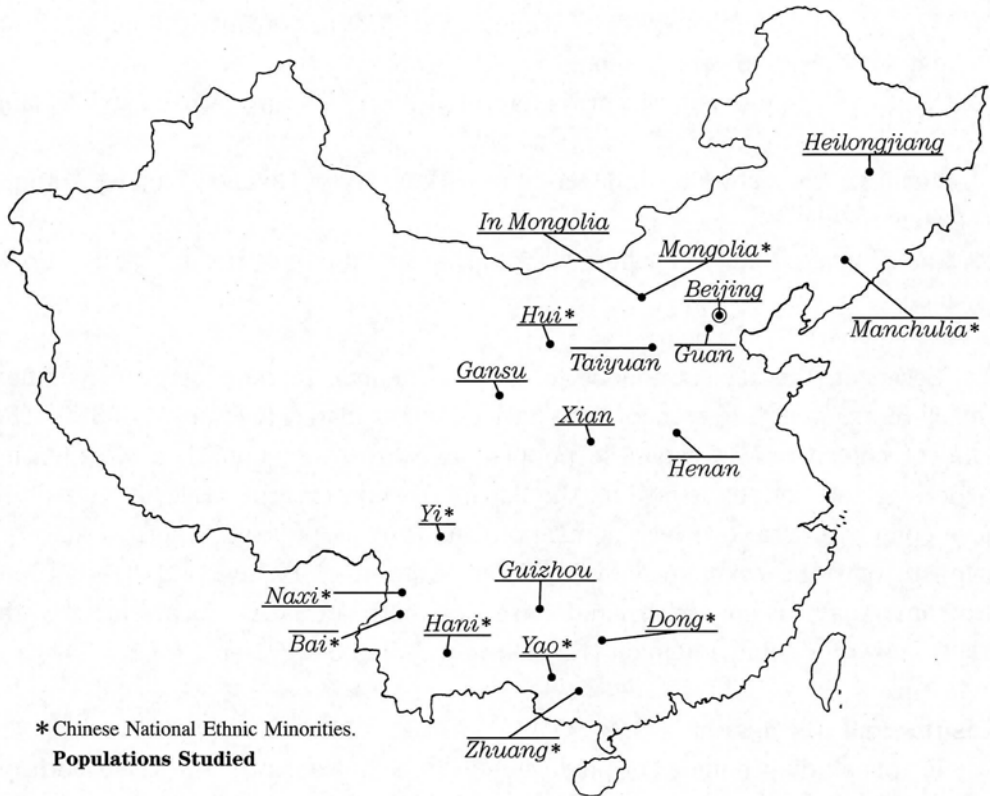 Heilongjiang
In Mongolia
Mongolia*
Beijing
Hui*
Manchulia*
Taiyuan
Guan
Gansu
Xian
Henan
Yi*
Guizhou
Naxi*
Bai*
Hani*
Dong*
Yao*
Zhuang*
* Chinese National Ethnic Minorities.
Populations Studied